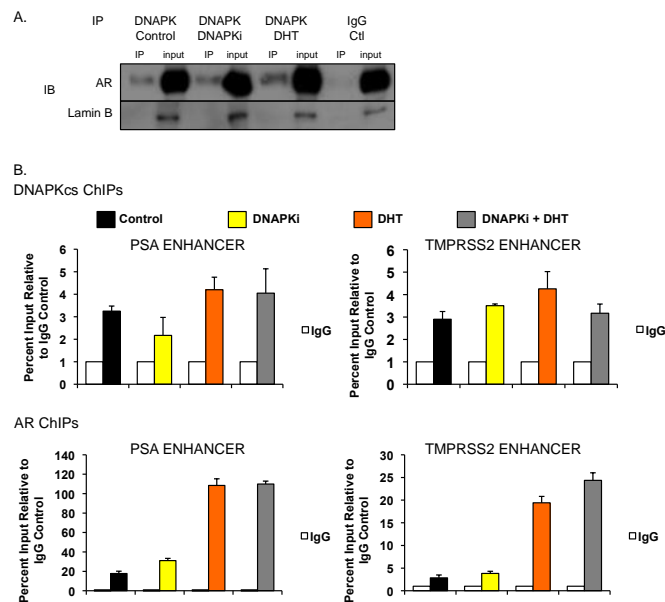 A.
IP DNAPK DNAPK DNAPK IgG
Control DNAPKi DHT Ctl
IP input IP input IP input IP input
IB AR
Lamin B
B.
DNAPKcs ChIPs
Control DNAPKi DHT DNAPKi + DHT
PSA ENHANCER
Percent Input Relative
to IgG Control
6
5
4
3
2
1
0
IgG
TMPRSS2 ENHANCER
Percent Input Relative to
IgG Control
6
5
4
3
2
1
0
IgG
AR ChIPs
PSA ENHANCER
Percent Input Relative to
IgG Control
140
120
100
80
60
40
20
0
IgG
TMPRSS2 ENHANCER
Percent Input Relative to
IgG Control
30
25
20
15
10
5
0
IgG